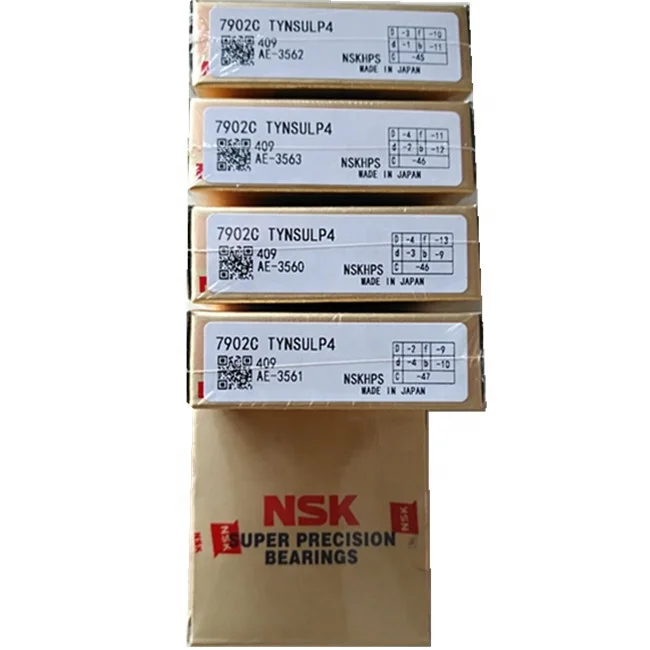 7902C TYNSULP4
409
AE-3562
NSKHPS
MADE IN JAPAN
D -3 f -10
d -1 b -11
C -45
7902C TYNSULP4
409
AE-3563
NSKHPS
MADE IN JAPAN
D -4 f -11
d -2 b -12
C -46
7902C TYNSULP4
409
AE-3560
NSKHPS
MADE IN JAPAN
D -4 f -13
d -3 b -9
C -46
7902C TYNSULP4
409
AE-3561
NSKHPS
MADE IN JAPAN
D -2 f -9
d -4 b -10
C -47
NSK
SUPER PRECISION
BEARINGS
NSK
NSK
NSK